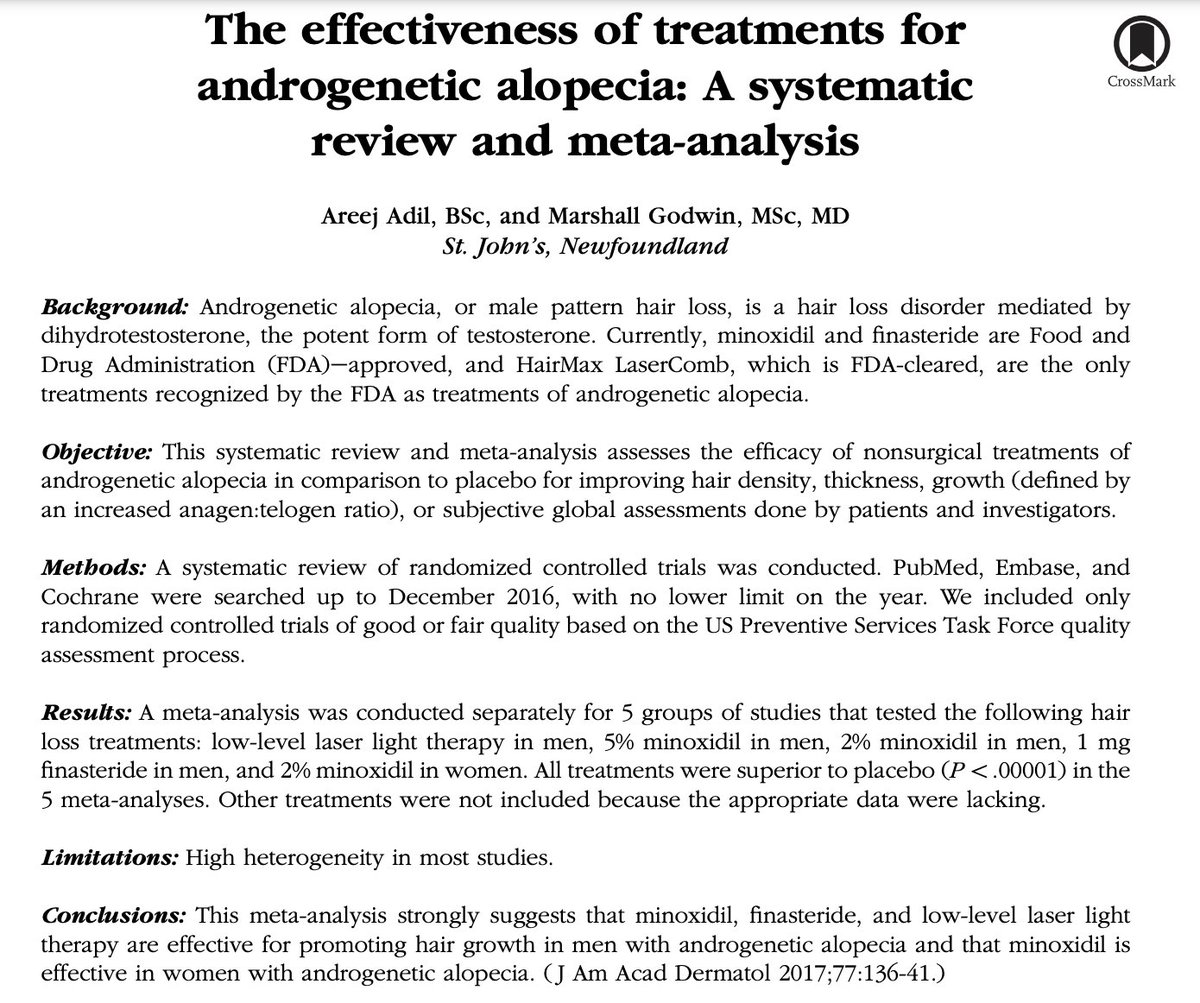 The effectiveness of treatments for
androgenetic alopecia: A systematic
review and meta-analysis
CrossMark
Areej Adil, BSc, and Marshall Godwin, MSc, MD
St. John's, Newfoundland
Background: Androgenetic alopecia, or male pattern hair loss, is a hair loss disorder mediated by
dihydrotestosterone, the potent form of testosterone. Currently, minoxidil and finasteride are Food and
Drug Administration (FDA)–approved, and HairMax LaserComb, which is FDA-cleared, are the only
treatments recognized by the FDA as treatments of androgenetic alopecia.
Objective: This systematic review and meta-analysis assesses the efficacy of nonsurgical treatments of
androgenetic alopecia in comparison to placebo for improving hair density, thickness, growth (defined by
an increased anagen:telogen ratio), or subjective global assessments done by patients and investigators.
Methods: A systematic review of randomized controlled trials was conducted. PubMed, Embase, and
Cochrane were searched up to December 2016, with no lower limit on the year. We included only
randomized controlled trials of good or fair quality based on the US Preventive Services Task Force quality
assessment process.
Results: A meta-analysis was conducted separately for 5 groups of studies that tested the following hair
loss treatments: low-level laser light therapy in men, 5% minoxidil in men, 2% minoxidil in men, 1 mg
finasteride in men, and 2% minoxidil in women. All treatments were superior to placebo (P < .00001) in the
5 meta-analyses. Other treatments were not included because the appropriate data were lacking.
Limitations: High heterogeneity in most studies.
Conclusions: This meta-analysis strongly suggests that minoxidil, finasteride, and low-level laser light
therapy are effective for promoting hair growth in men with androgenetic alopecia and that minoxidil is
effective in women with androgenetic alopecia. (J Am Acad Dermatol 2017;77:136-41.)